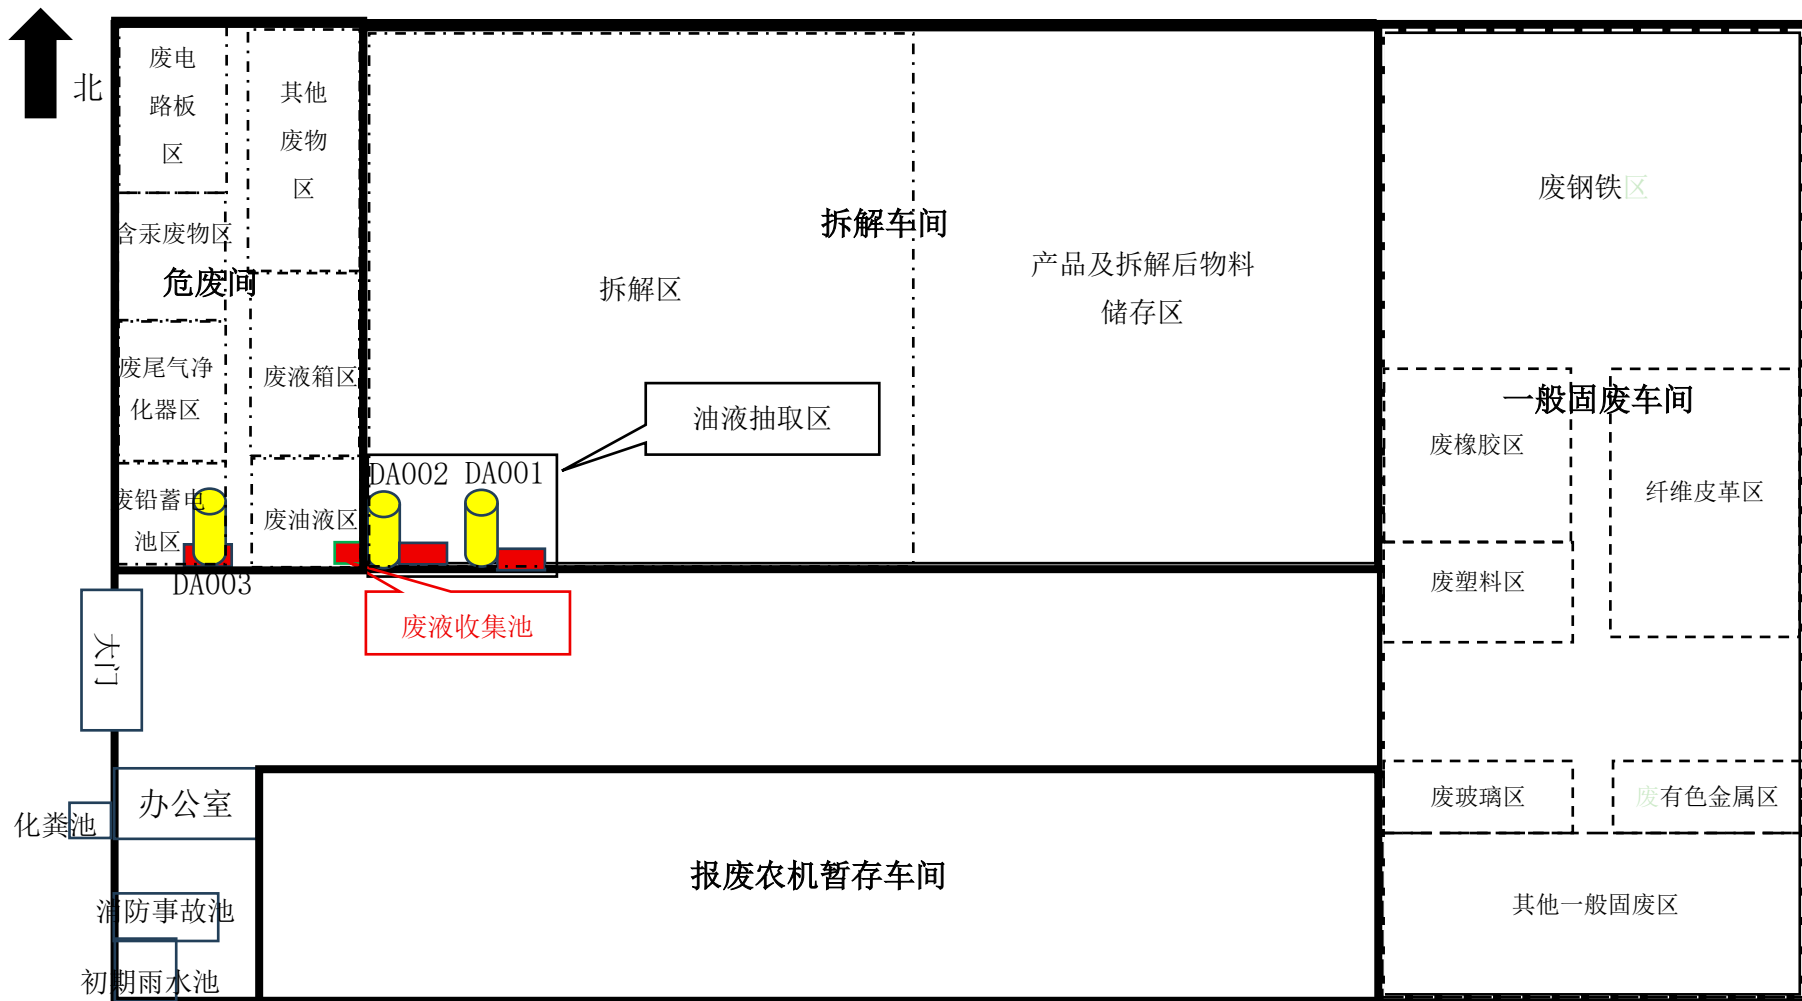 北
废电
路板
区
其他
废物
区
含汞废物区
危废间
废尾气净
化器区
废液箱区
废铅蓄电
池区
废油液区
DA003
拆解车间
拆解区
产品及拆解后物料
储存区
油液抽取区
DA002
DA001
废液收集池
废钢铁区
一般固废车间
废橡胶区
纤维皮革区
废塑料区
废玻璃区
废有色金属区
其他一般固废区
大门
办公室
化粪池
消防事故池
初期雨水池
报废农机暂存车间